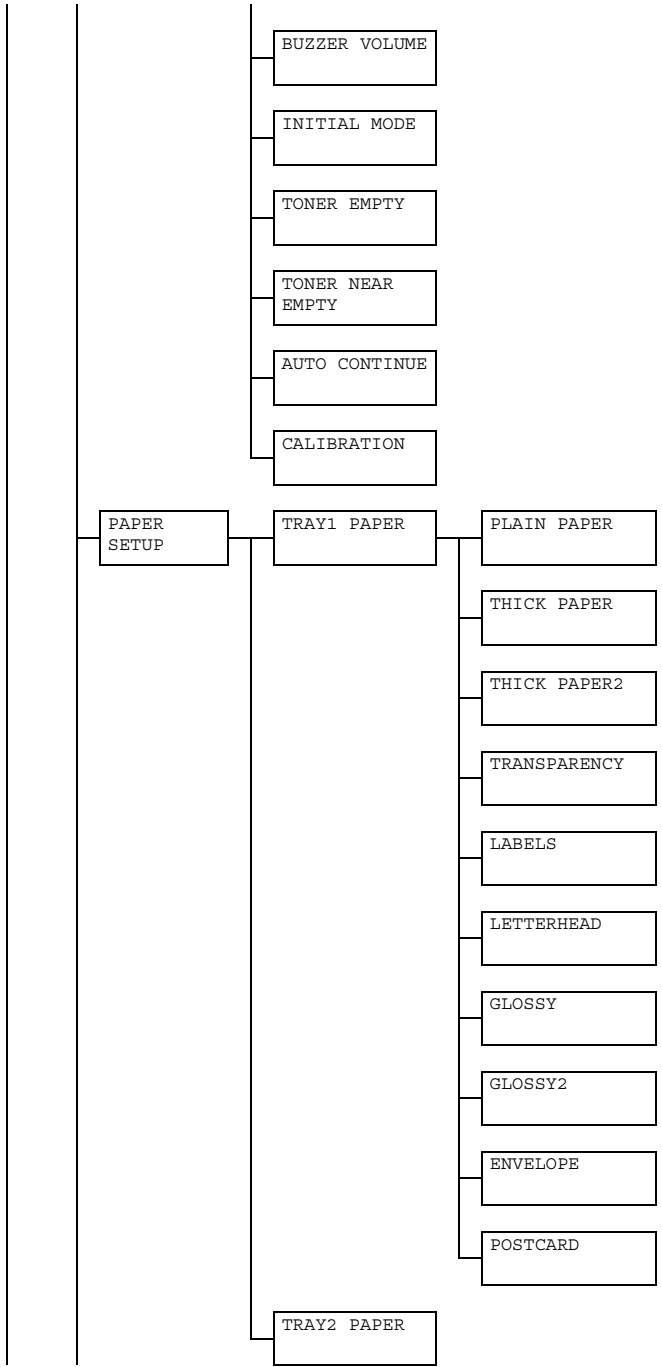 BUZZER VOLUME
INITIAL MODE
TONER EMPTY
TONER NEAR
EMPTY
AUTO CONTINUE
CALIBRATION
PAPER
SETUP
TRAY1 PAPER
PLAIN PAPER
THICK PAPER
THICK PAPER2
TRANSPARENCY
LABELS
LETTERHEAD
GLOSSY
GLOSSY2
ENVELOPE
POSTCARD
TRAY2 PAPER